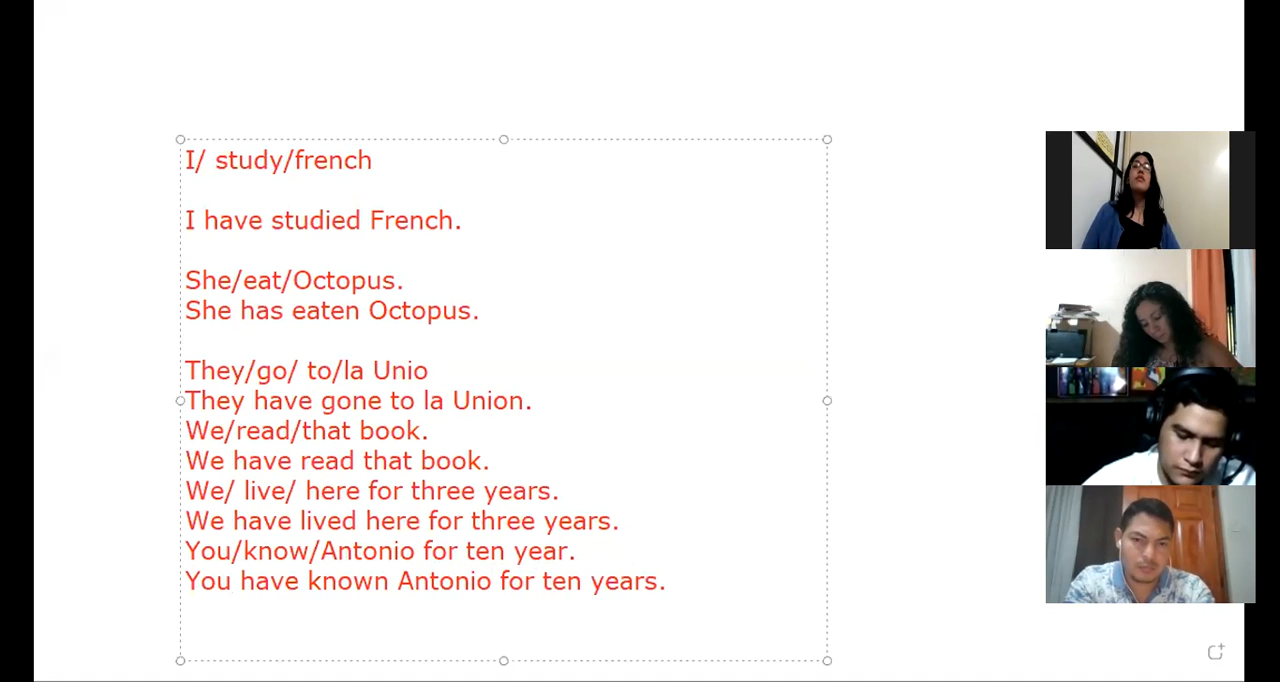 I/ study/french
I have studied French.
She/eat/Octopus.
She has eaten Octopus.
They/go/ to/la Unio
They have gone to la Union.
We/read/that book.
We have read that book.
We/ live/ here for three years.
We have lived here for three years.
You/know/Antonio for ten year.
You have known Antonio for ten years.